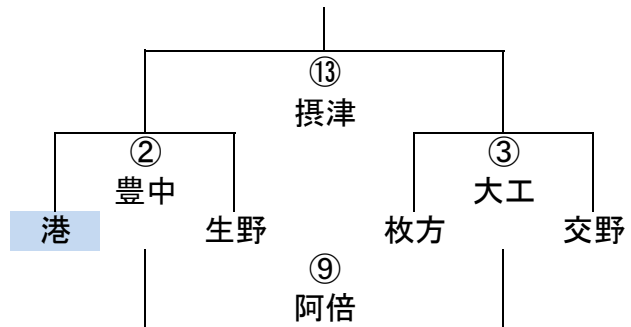 ⑬
摂津
② ③
豊中 大工
港 生野 枚方 交野
⑨
阿倍